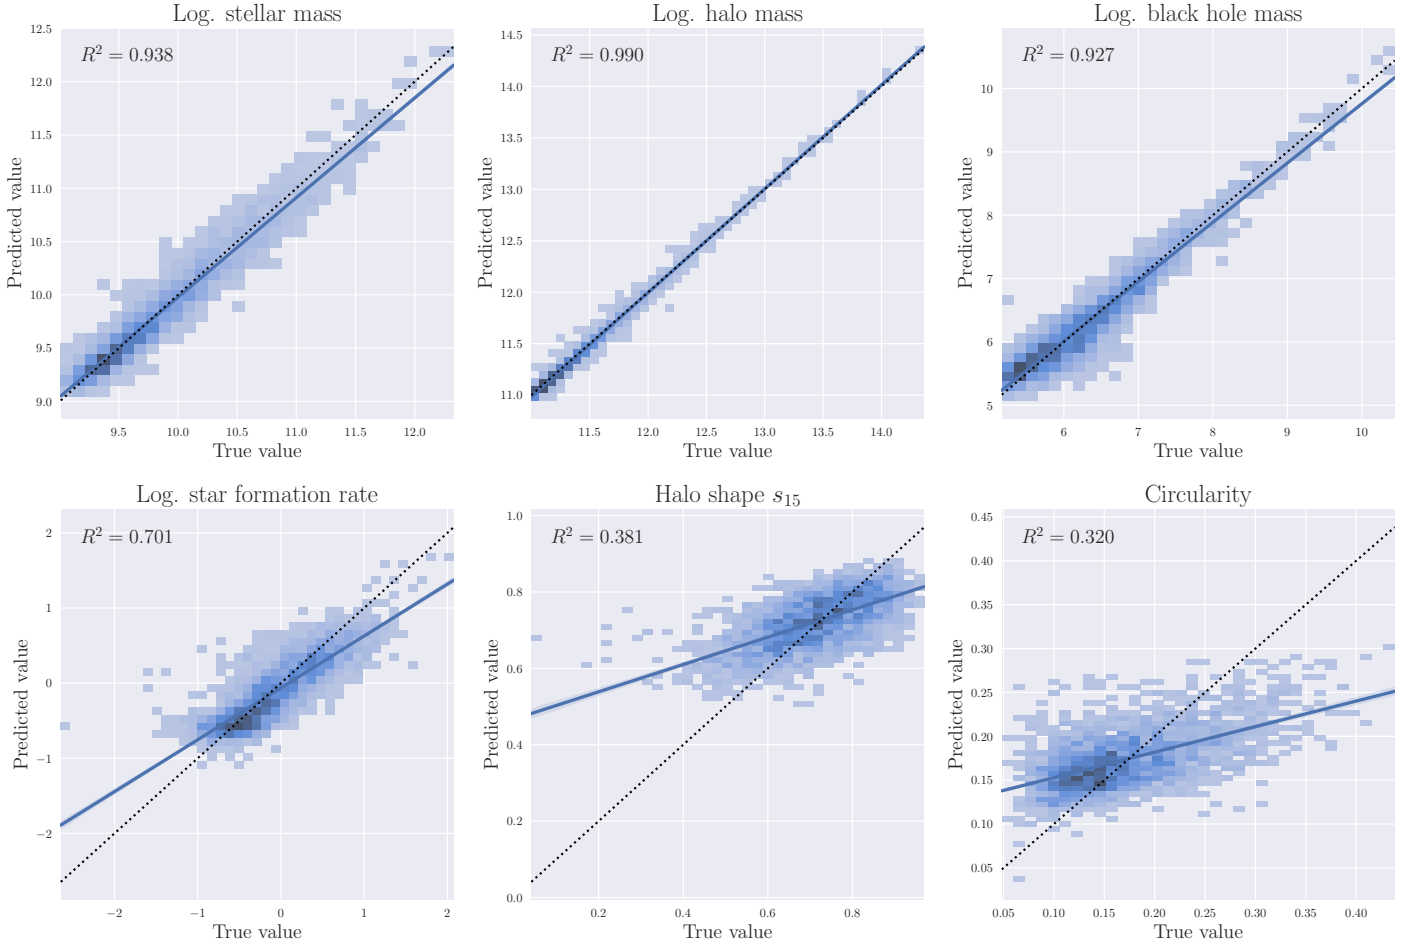 Log. stellar mass
R² = 0.938
12.5
12.0
11.5
11.0
10.5
10.0
9.5
9.0
Predicted value
9.5 10.0 10.5 11.0 11.5 12.0
True value
Log. halo mass
R² = 0.990
14.5
14.0
13.5
13.0
12.5
12.0
11.5
11.0
Predicted value
11.5 12.0 12.5 13.0 13.5 14.0
True value
Log. black hole mass
R² = 0.927
10
9
8
7
6
5
Predicted value
6 7 8 9 10
True value
Log. star formation rate
R² = 0.701
2
1
0
−1
−2
Predicted value
−2 −1 0 1 2
True value
Halo shape s₁₅
R² = 0.381
1.0
0.8
0.6
0.4
0.2
0.0
Predicted value
0.2 0.4 0.6 0.8
True value
Circularity
R² = 0.320
0.45
0.40
0.35
0.30
0.25
0.20
0.15
0.10
0.05
Predicted value
0.05 0.10 0.15 0.20 0.25 0.30 0.35 0.40
True value